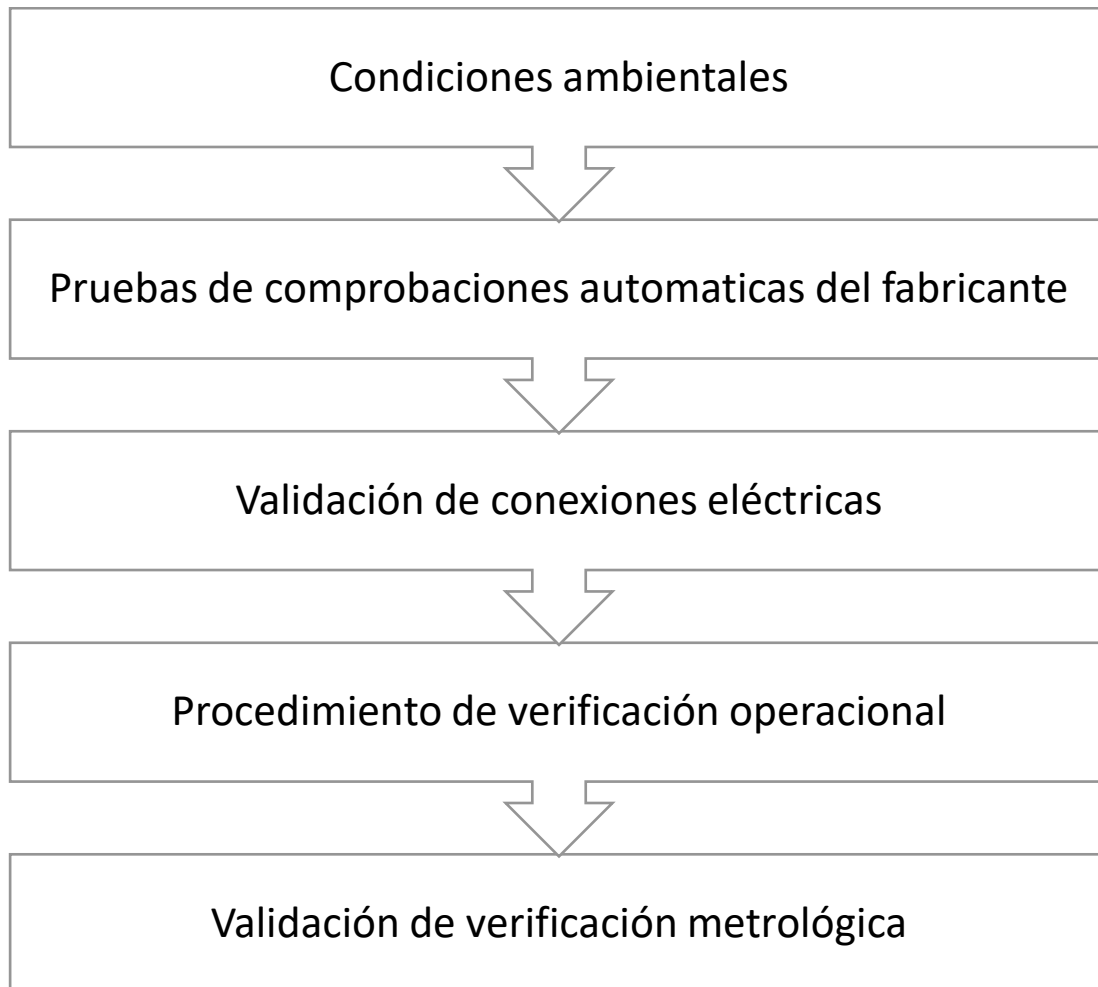 Condiciones ambientales
Pruebas de comprobaciones automaticas del fabricante
Validación de conexiones eléctricas
Procedimiento de verificación operacional
Validación de verificación metrológica